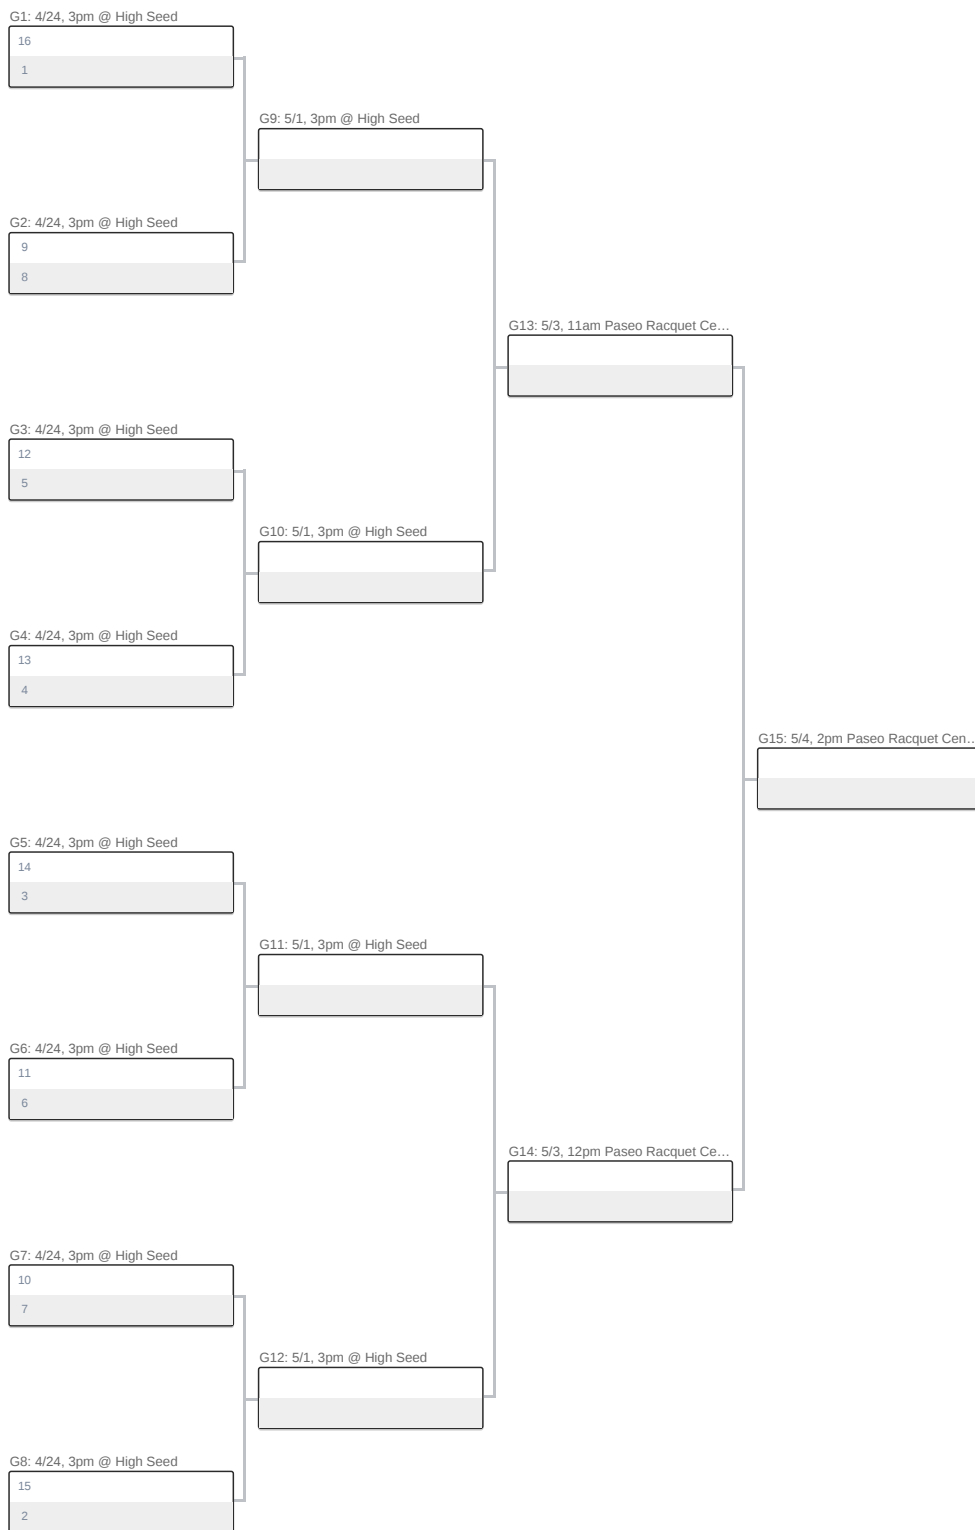 G1: 4/24, 3pm @ High Seed
16
1
G9: 5/1, 3pm @ High Seed
G2: 4/24, 3pm @ High Seed
9
8
G13: 5/3, 11am Paseo Racquet Ce…
G3: 4/24, 3pm @ High Seed
12
5
G10: 5/1, 3pm @ High Seed
G4: 4/24, 3pm @ High Seed
13
4
G15: 5/4, 2pm Paseo Racquet Cen…
G5: 4/24, 3pm @ High Seed
14
3
G11: 5/1, 3pm @ High Seed
G6: 4/24, 3pm @ High Seed
11
6
G14: 5/3, 12pm Paseo Racquet Ce…
G7: 4/24, 3pm @ High Seed
10
7
G12: 5/1, 3pm @ High Seed
G8: 4/24, 3pm @ High Seed
15
2